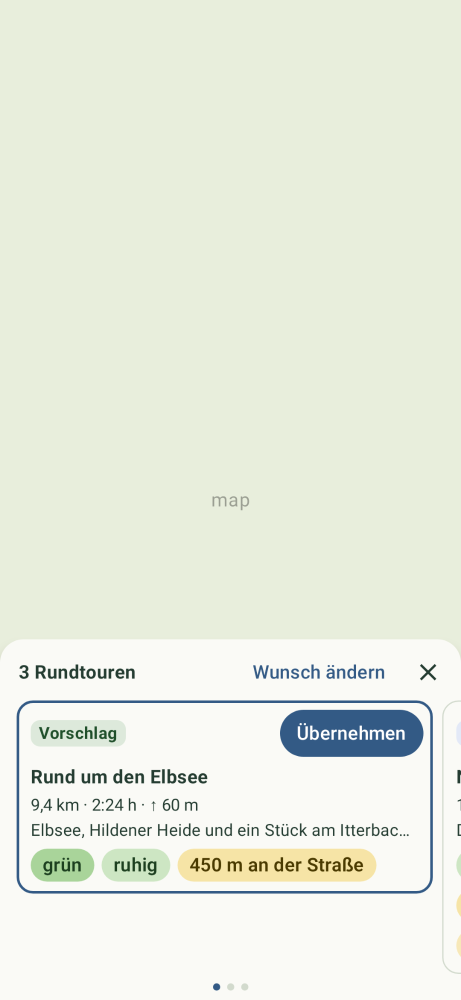 map
3 Rundtouren
Wunsch ändern
Vorschlag
Übernehmen
Rund um den Elbsee
9,4 km · 2:24 h · ↑ 60 m
Elbsee, Hildener Heide und ein Stück am Itterbac…
grün
ruhig
450 m an der Straße